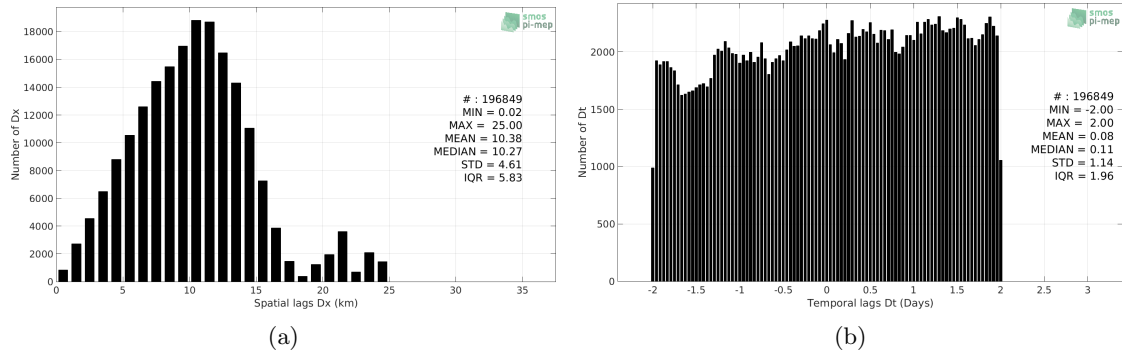 smos
pi-mep
18000
16000
14000
12000
10000
8000
6000
4000
2000
0
Number of Dx
# : 196849
MIN = 0.02
MAX = 25.00
MEAN = 10.38
MEDIAN = 10.27
STD = 4.61
IQR = 5.83
0 5 10 15 20 25 30 35
Spatial lags Dx (km)
(a)
smos
pi-mep
2000
1500
1000
500
0
Number of Dt
# : 196849
MIN = -2.00
MAX = 2.00
MEAN = 0.08
MEDIAN = 0.11
STD = 1.14
IQR = 1.96
-2 -1.5 -1 -0.5 0 0.5 1 1.5 2 2.5 3
Temporal lags Dt (Days)
(b)